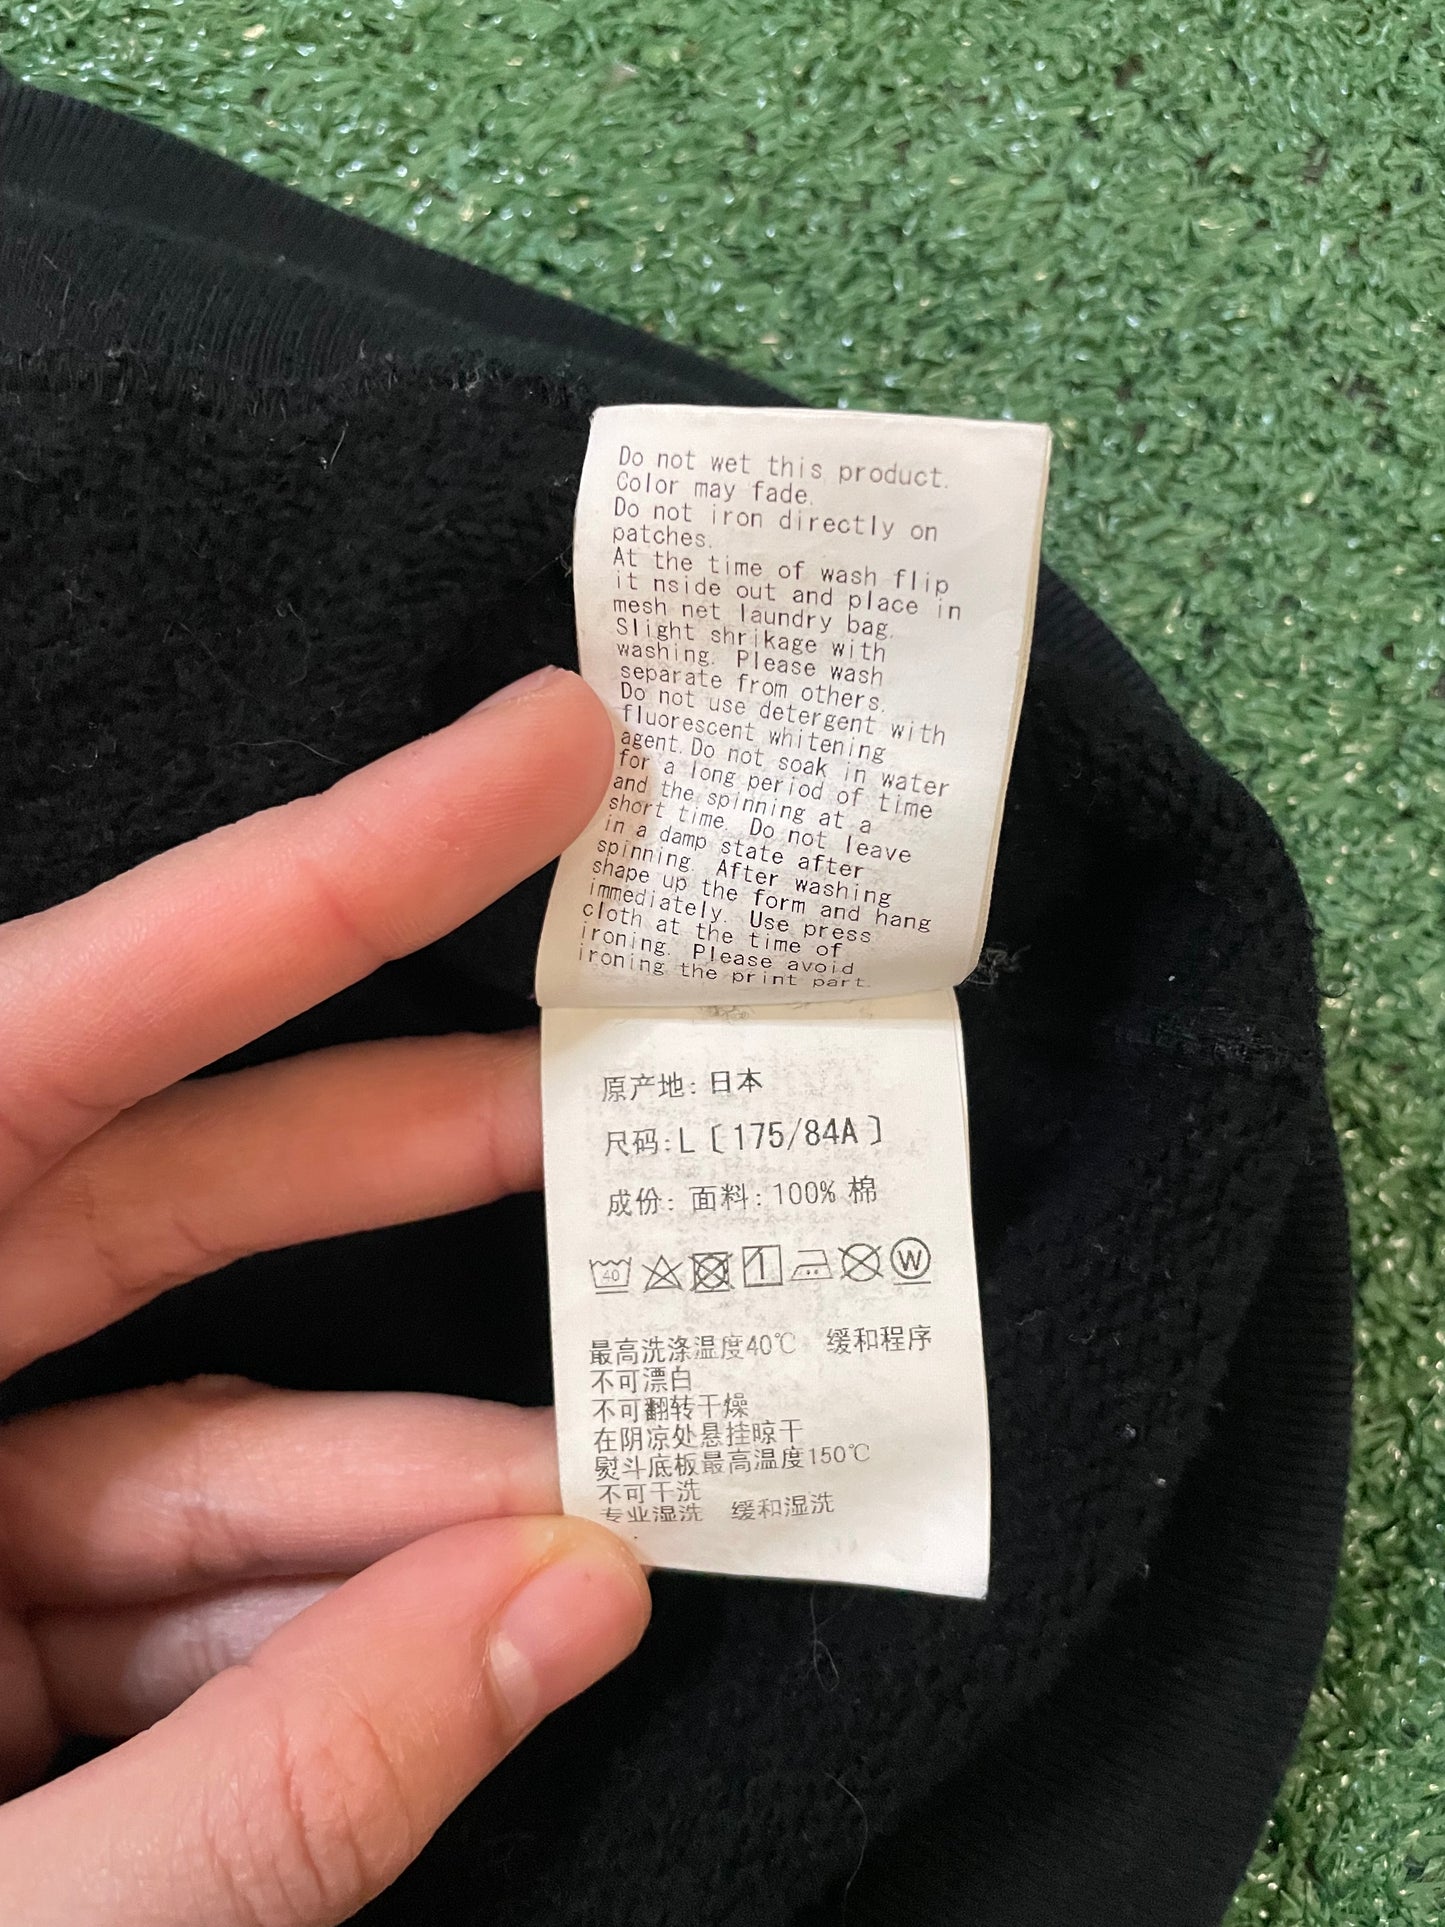 Do not wet this product.
Color may fade.
Do not iron directly on
patches.
At the time of wash flip
it nside out and place in
mesh net laundry bag.
Slight shrikage with
washing. Please wash
separate from others.
Do not use detergent with
fluorescent whitening
agent. Do not soak in water
for a long period of time
and the spinning at a
short time. Do not leave
in a damp state after
spinning. After washing
shape up the form and hang
immediately. Use press
cloth at the time of
ironing. Please avoid
ironing the print part.
原产地: 日本
尺码: L [175/84A]
成份: 面料: 100% 棉
40 W
最高洗涤温度40℃ 缓和程序
不可漂白
不可翻转干燥
在阴凉处悬挂晾干
熨斗底板最高温度150℃
不可干洗
专业湿洗 缓和湿洗